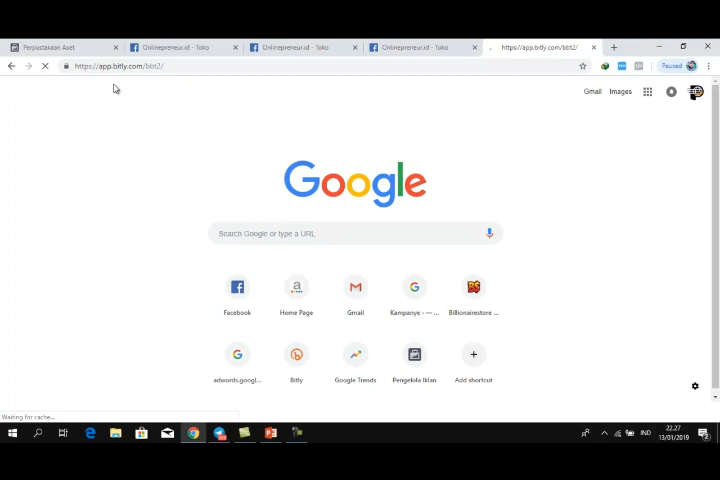 Perpustakaan Aset
Onlinepreneur.id - Toko
Onlinepreneur.id - Toko
Onlinepreneur.id - Toko
https://app.bitly.com/bbt2/
https://app.bitly.com/bbt2/
Paused
Gmail Images
Google
Search Google or type a URL
Facebook
Home Page
Gmail
Kampanye - — ...
Billionairestore ...
adwords.googl...
Bitly
Google Trends
Pengelola Iklan
Add shortcut
Waiting for cache...
IND
22.27
13/01/2019